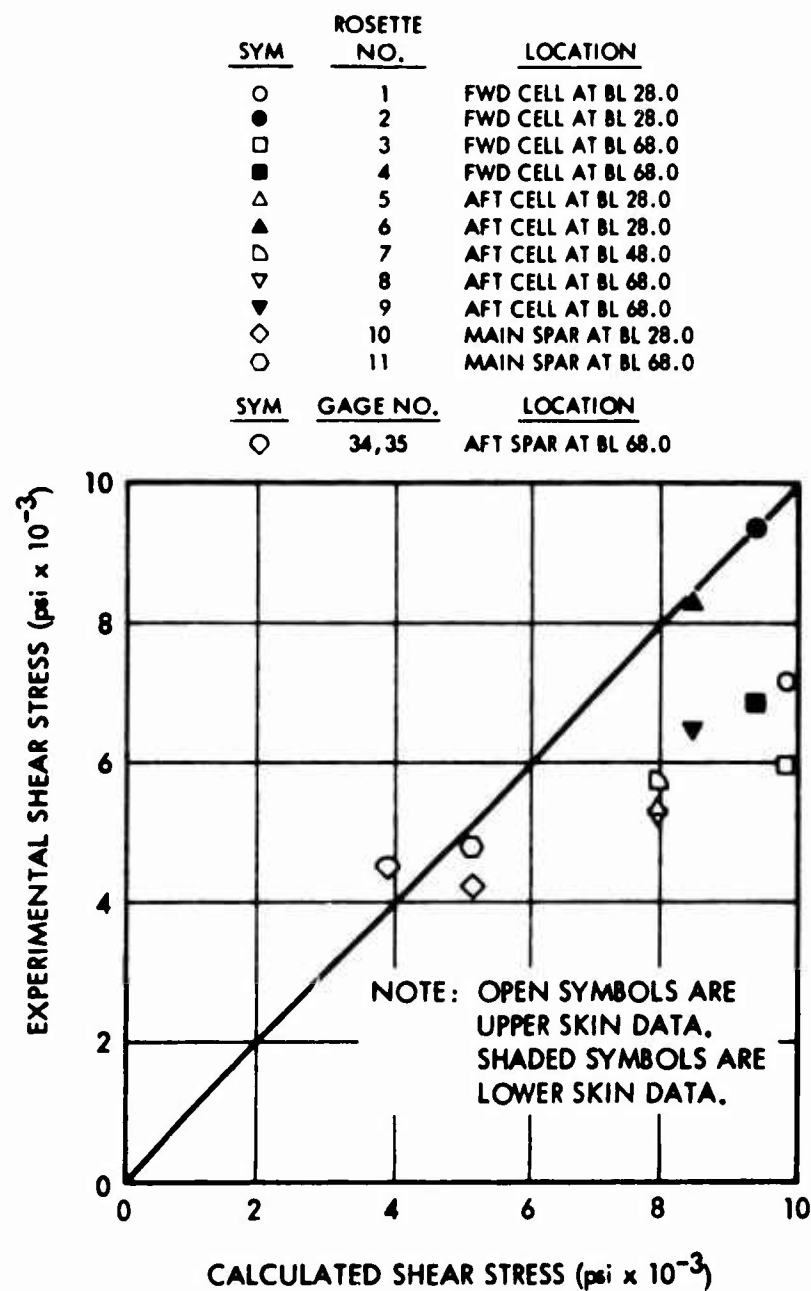 ROSETTE
SYM NO. LOCATION
1 FWD CELL AT BL 28.0
2 FWD CELL AT BL 28.0
3 FWD CELL AT BL 68.0
4 FWD CELL AT BL 68.0
5 AFT CELL AT BL 28.0
6 AFT CELL AT BL 28.0
7 AFT CELL AT BL 48.0
8 AFT CELL AT BL 68.0
9 AFT CELL AT BL 68.0
10 MAIN SPAR AT BL 28.0
11 MAIN SPAR AT BL 68.0
SYM GAGE NO. LOCATION
34,35 AFT SPAR AT BL 68.0
EXPERIMENTAL SHEAR STRESS (psi x 10⁻³)
10
8
6
4
2
0
NOTE: OPEN SYMBOLS ARE
UPPER SKIN DATA.
SHADED SYMBOLS ARE
LOWER SKIN DATA.
0 2 4 6 8 10
CALCULATED SHEAR STRESS (psi x 10⁻³)